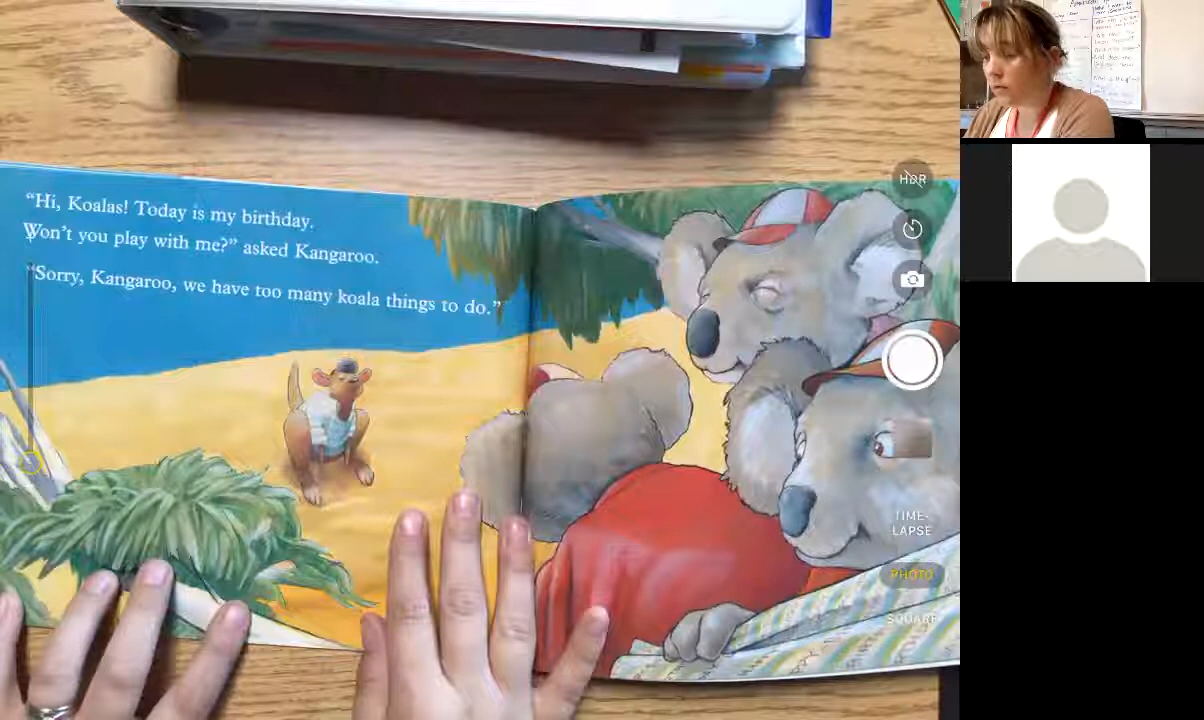 “Hi, Koalas! Today is my birthday.
Won’t you play with me?” asked Kangaroo.
“Sorry, Kangaroo, we have too many koala things to do.”
HDR
TIME-
LAPSE
PHOTO
SQUARE